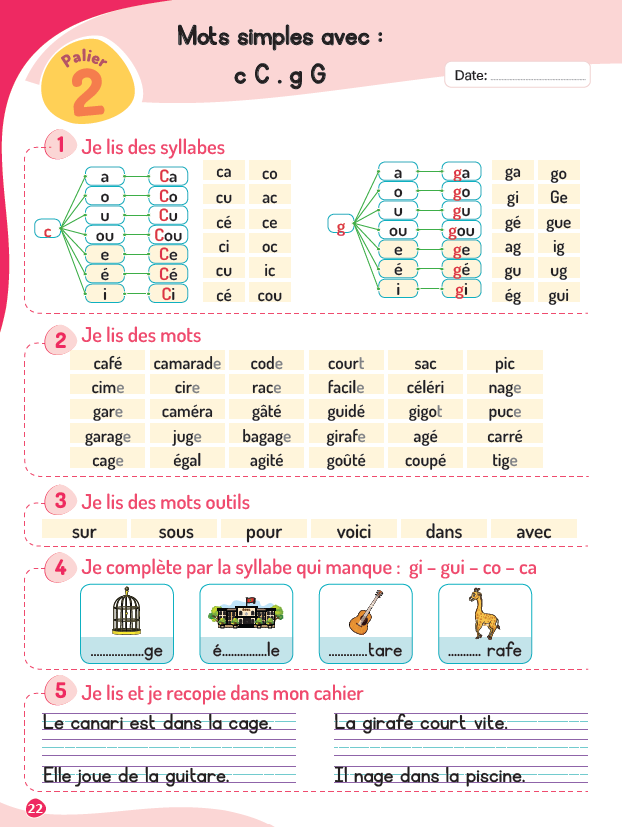 Palier
2
Mots simples avec :
c C . g G
Date: ............................
1 Je lis des syllabes
c
a Ca
o Co
u Cu
ou Cou
e Ce
é Cé
i Ci
ca co
cu ac
cé ce
ci oc
cu ic
cé cou
g
a ga
o go
u gu
ou gou
e ge
é gé
i gi
ga go
gi Ge
gé gue
ag ig
gu ug
ég gui
2 Je lis des mots
café camarade code court sac pic
cime cire race facile céléri nage
gare caméra gâté guidé gigot puce
garage juge bagage girafe agé carré
cage égal agité goûté coupé tige
3 Je lis des mots outils
sur sous pour voici dans avec
4 Je complète par la syllabe qui manque : gi – gui – co – ca
..................ge é...............le .............tare ........... rafe
5 Je lis et je recopie dans mon cahier
Le canari est dans la cage. La girafe court vite.
Elle joue de la guitare. Il nage dans la piscine.
22